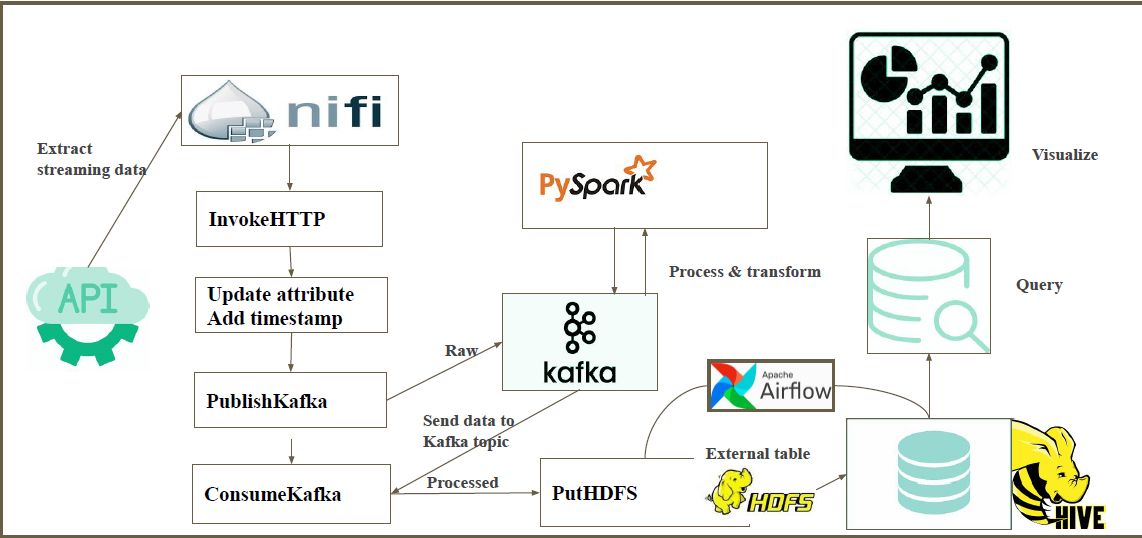 nifi
Extract
streaming data
InvokeHTTP
API
Update attribute
Add timestamp
PublishKafka
ConsumeKafka
PySpark
Process & transform
kafka
Raw
Send data to
Kafka topic
Processed
PutHDFS
Apache
Airflow
External table
HDFS
HIVE
Query
Visualize